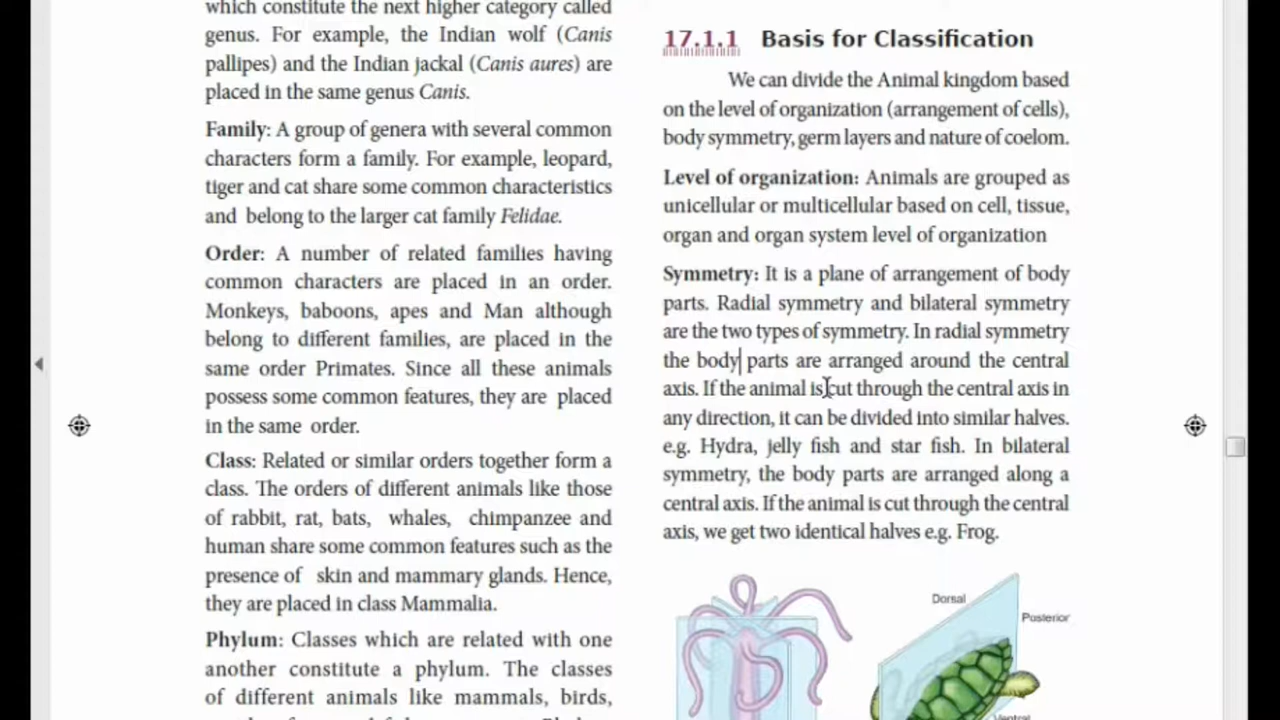 which constitute the next higher category called
genus. For example, the Indian wolf (Canis
pallipes) and the Indian jackal (Canis aures) are
placed in the same genus Canis.
Family: A group of genera with several common
characters form a family. For example, leopard,
tiger and cat share some common characteristics
and belong to the larger cat family Felidae.
Order: A number of related families having
common characters are placed in an order.
Monkeys, baboons, apes and Man although
belong to different families, are placed in the
same order Primates. Since all these animals
possess some common features, they are placed
in the same order.
Class: Related or similar orders together form a
class. The orders of different animals like those
of rabbit, rat, bats, whales, chimpanzee and
human share some common features such as the
presence of skin and mammary glands. Hence,
they are placed in class Mammalia.
Phylum: Classes which are related with one
another constitute a phylum. The classes
of different animals like mammals, birds,
17.1.1 Basis for Classification
We can divide the Animal kingdom based
on the level of organization (arrangement of cells),
body symmetry, germ layers and nature of coelom.
Level of organization: Animals are grouped as
unicellular or multicellular based on cell, tissue,
organ and organ system level of organization
Symmetry: It is a plane of arrangement of body
parts. Radial symmetry and bilateral symmetry
are the two types of symmetry. In radial symmetry
the body parts are arranged around the central
axis. If the animal is cut through the central axis in
any direction, it can be divided into similar halves.
e.g. Hydra, jelly fish and star fish. In bilateral
symmetry, the body parts are arranged along a
central axis. If the animal is cut through the central
axis, we get two identical halves e.g. Frog.
Dorsal
Posterior
Ventral